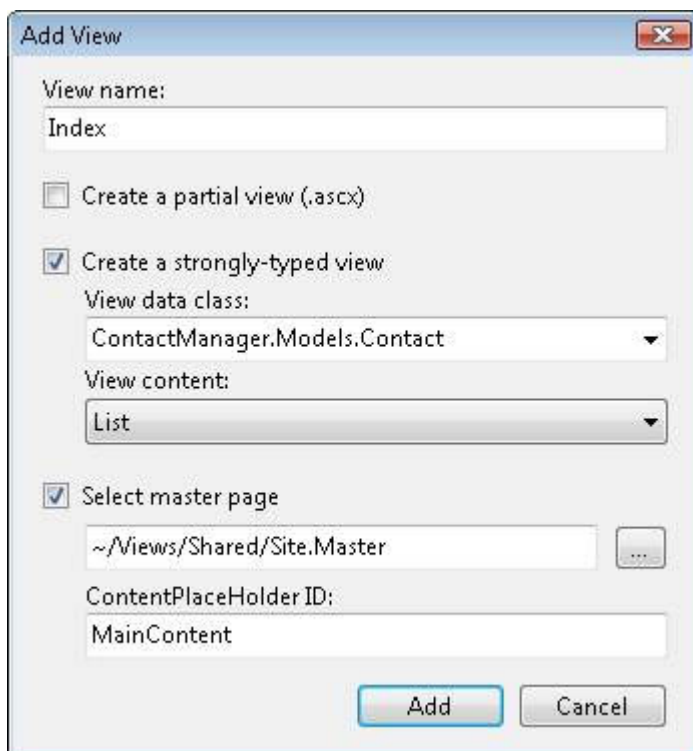 Add View
View name:
Index
Create a partial view (.ascx)
Create a strongly-typed view
View data class:
ContactManager.Models.Contact
View content:
List
Select master page
~/Views/Shared/Site.Master
...
ContentPlaceHolder ID:
MainContent
Add Cancel